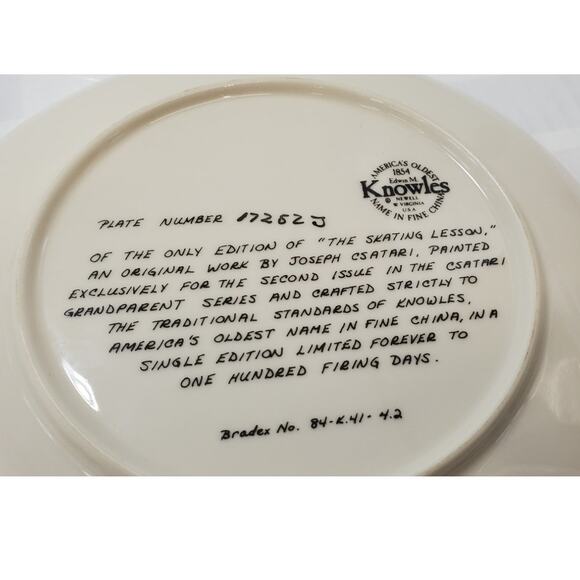 AMERICA'S OLDEST
1854
Edwin M.
Knowles
©
NEWELL
W VIRGINIA
U.S.A.
NAME IN FINE CHINA
PLATE NUMBER 17262J
OF THE ONLY EDITION OF "THE SKATING LESSON,"
AN ORIGINAL WORK BY JOSEPH CSATARI, PAINTED
EXCLUSIVELY FOR THE SECOND ISSUE IN THE CSATARI
GRANDPARENT SERIES AND CRAFTED STRICTLY TO
THE TRADITIONAL STANDARDS OF KNOWLES,
AMERICA'S OLDEST NAME IN FINE CHINA, IN A
SINGLE EDITION LIMITED FOREVER TO
ONE HUNDRED FIRING DAYS.
Bradex No. 84-K41-4.2